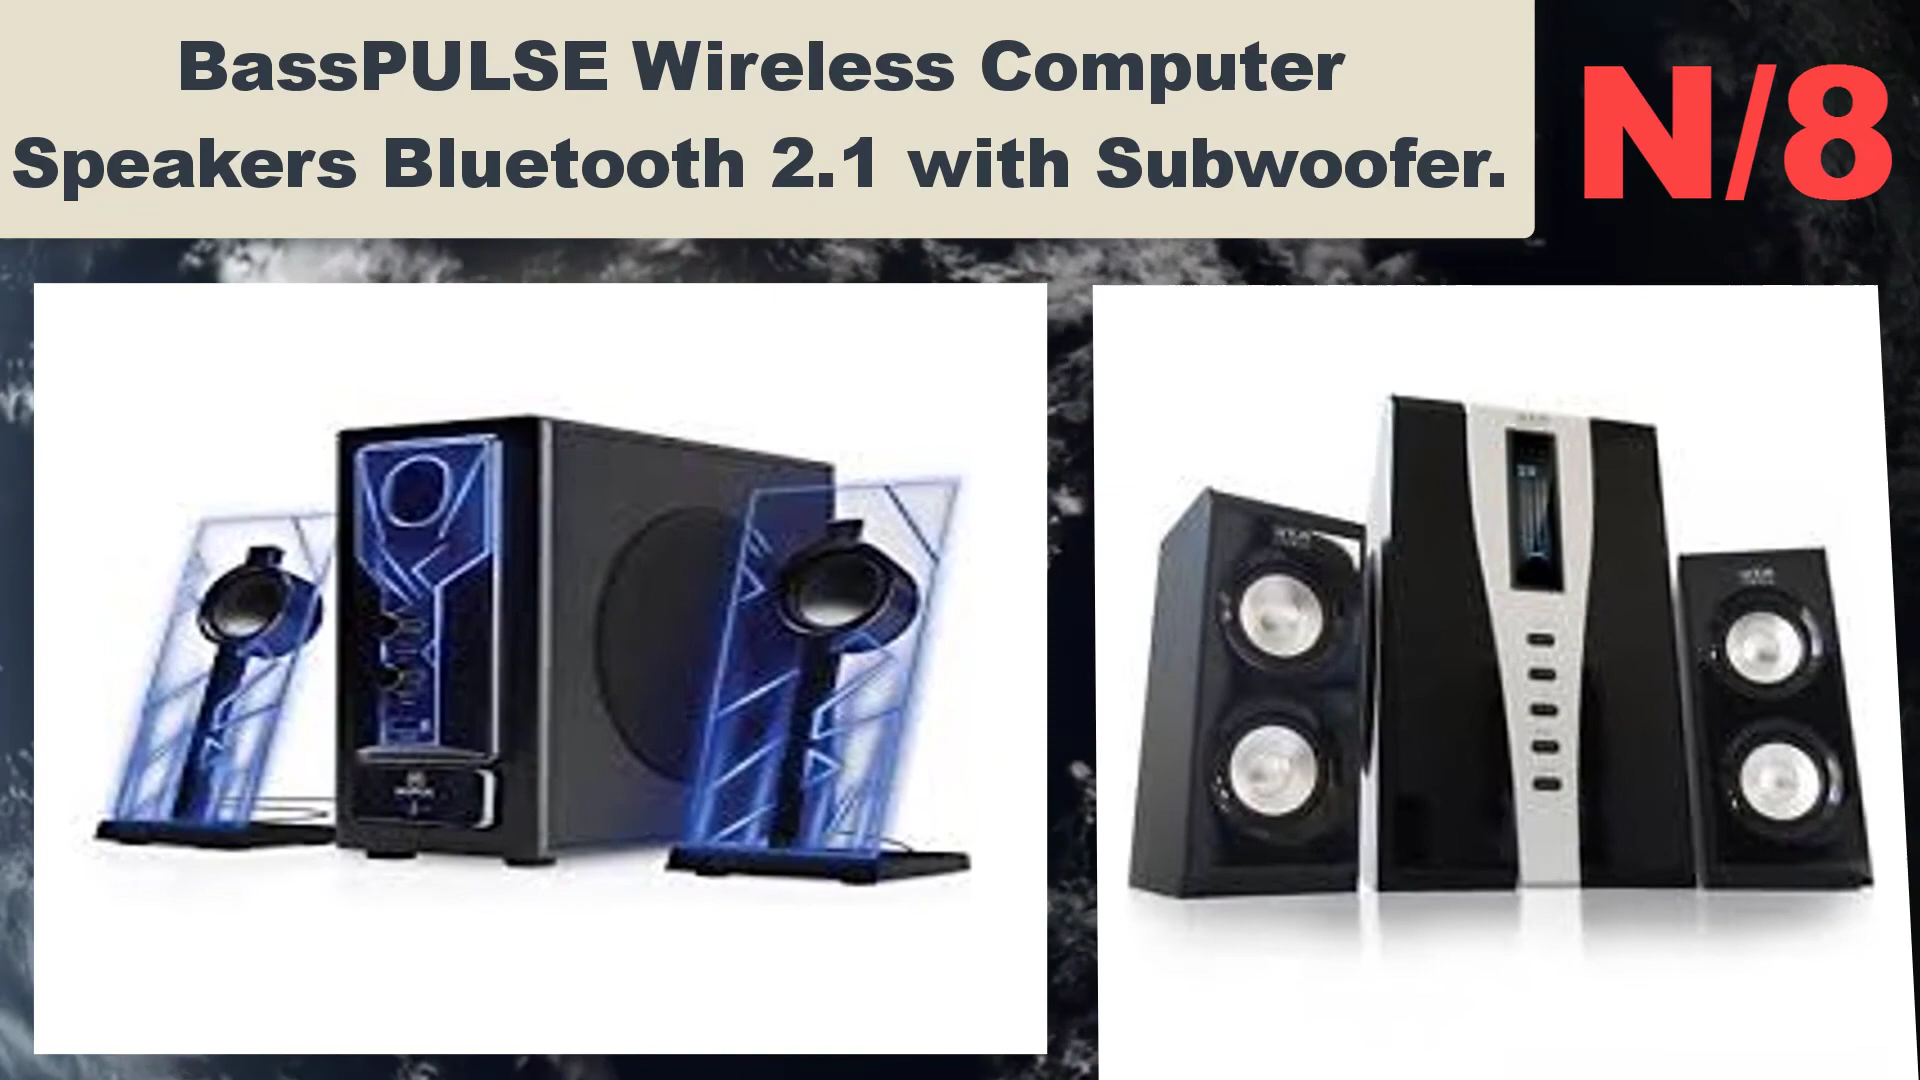 BassPULSE Wireless Computer
Speakers Bluetooth 2.1 with Subwoofer.
N/8